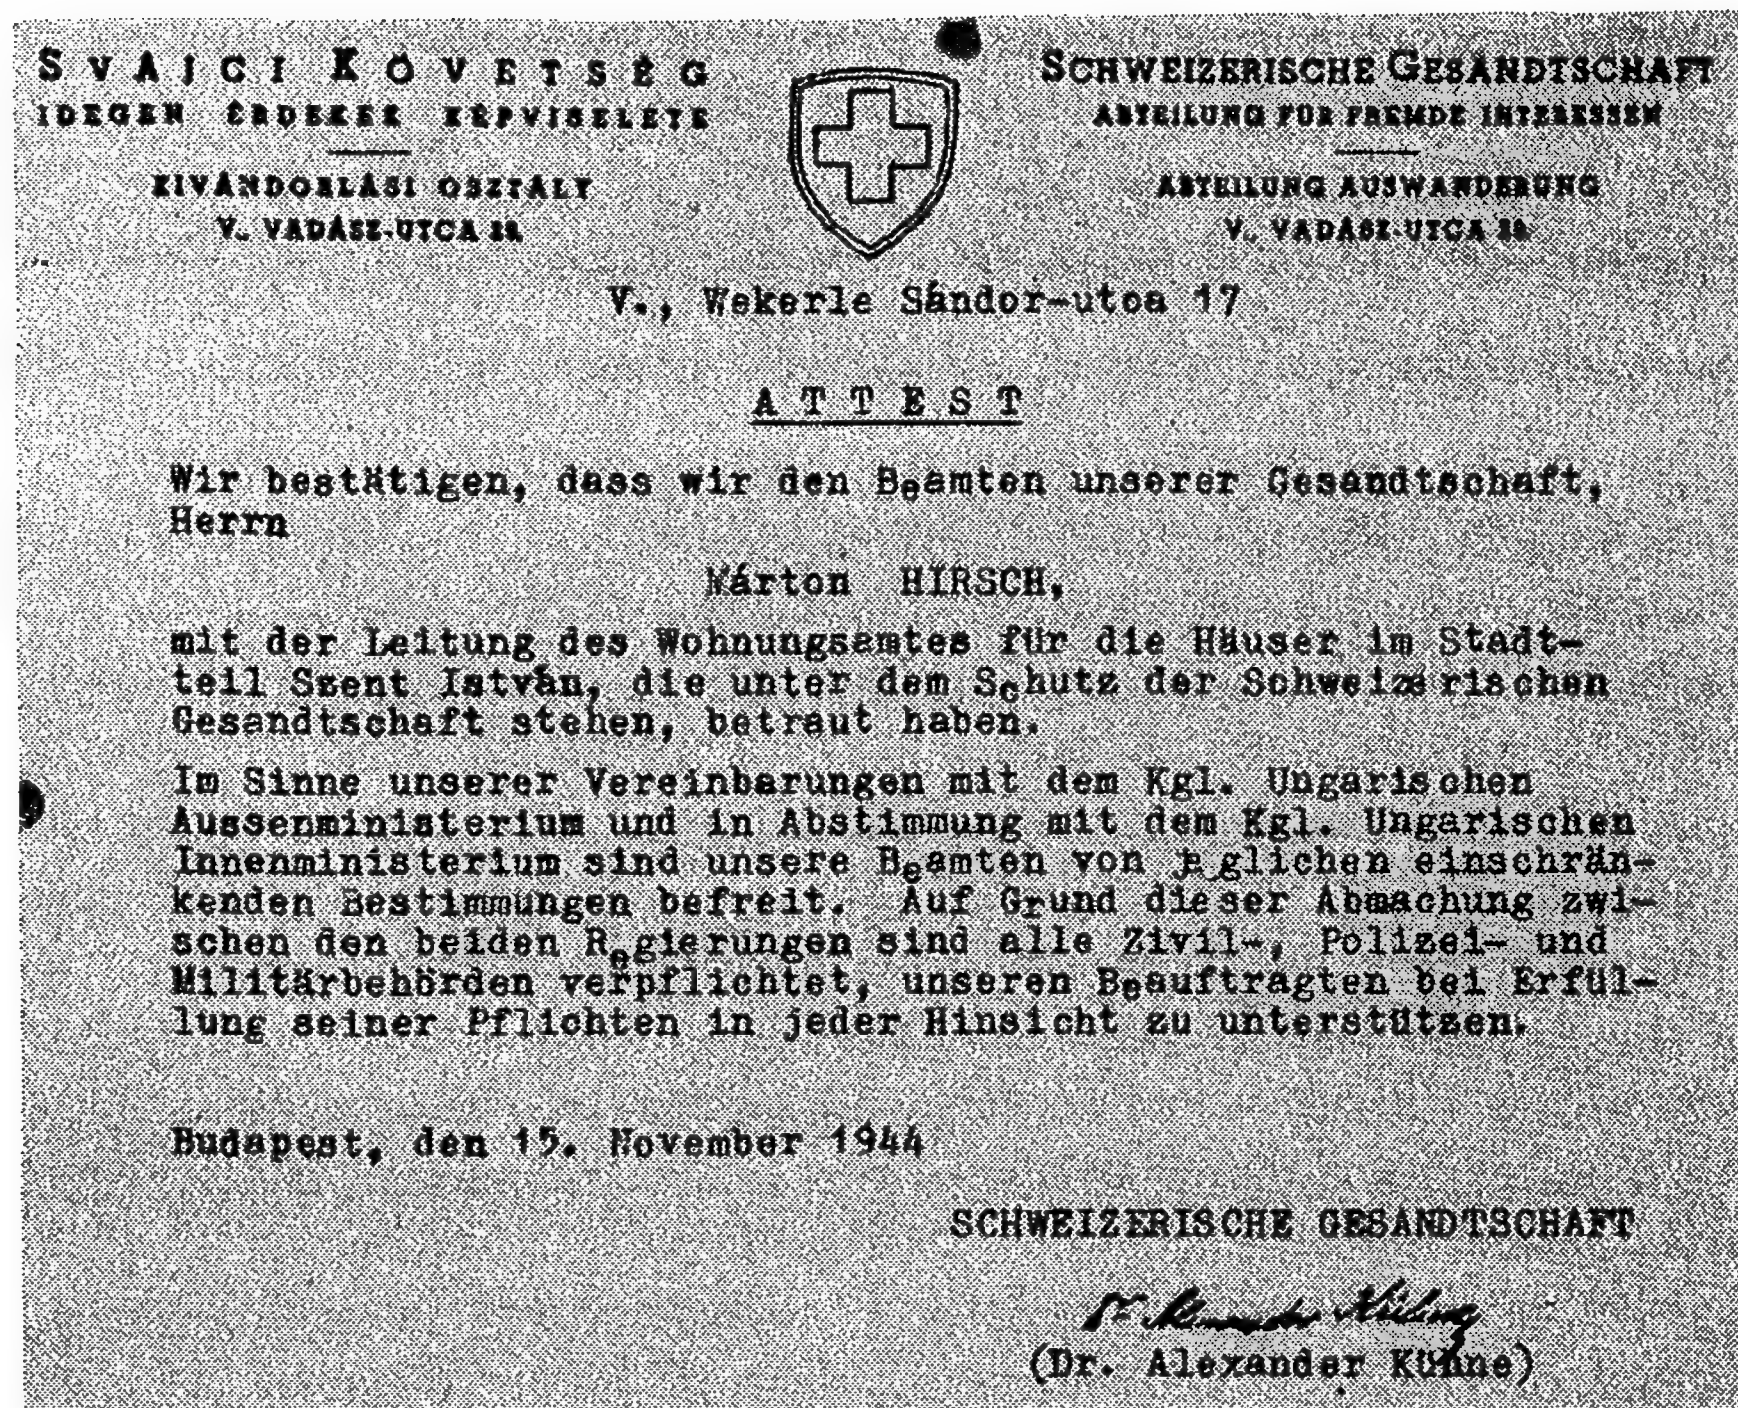 SVÁJCI KÖVETSÉG
IDEGEN ÉRDEKEK KÉPVISELETE
KIVÁNDORLÁSI OSZTÁLY
V., VADÁSZ-UTCA 29.
SCHWEIZERISCHE GESANDTSCHAFT
ABTEILUNG FÜR FREMDE INTERESSEN
ABTEILUNG AUSWANDERUNG
V., VADÁSZ-UTCA 29.
V., Wekerle Sándor-utca 17
ATTEST
Wir bestätigen, dass wir den Beamten unserer Gesandtschaft,
Herrn
Márton HIRSCH,
mit der Leitung des Wohnungsamtes für die Häuser im Stadt-
teil Szent István, die unter dem Schutz der Schweizerischen
Gesandtschaft stehen, betraut haben.
Im Sinne unserer Vereinbarungen mit dem Kgl. Ungarischen
Aussenministerium und in Abstimmung mit dem Kgl. Ungarischen
Innenministerium sind unsere Beamten von jeglichen einschrän-
kenden Bestimmungen befreit. Auf Grund dieser Abmachung zwi-
schen den beiden Regierungen sind alle Zivil-, Polizei- und
Militärbehörden verpflichtet, unseren Beauftragten bei Erfül-
lung seiner Pflichten in jeder Hinsicht zu unterstützen.
Budapest, den 15. November 1944
SCHWEIZERISCHE GESANDTSCHAFT
Dr Alexander Kühne
(Dr. Alexander Kühne)